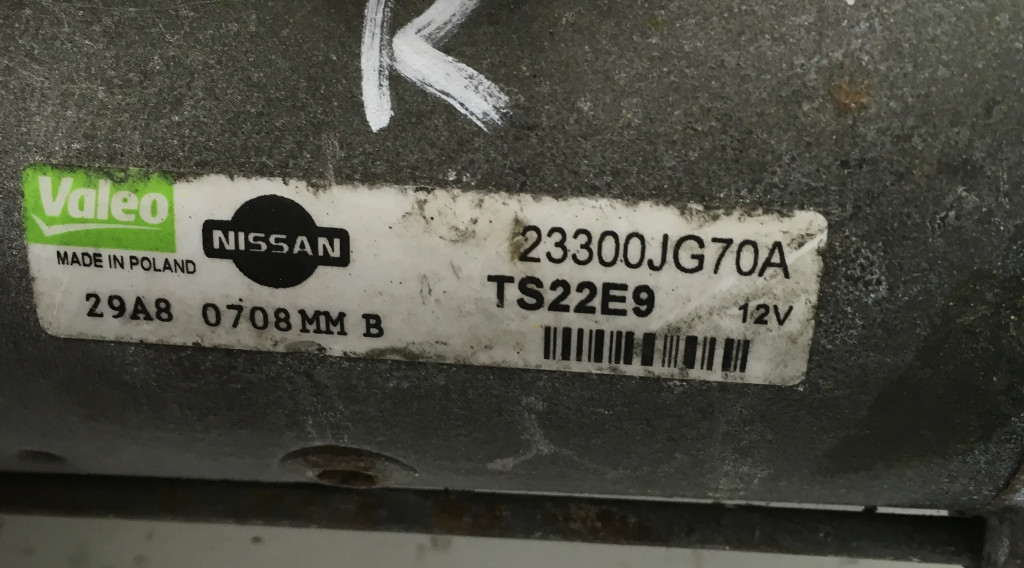 K
Valeo
NISSAN
MADE IN POLAND
29A8 0708MM B
23300JG70A
TS22E9
12V